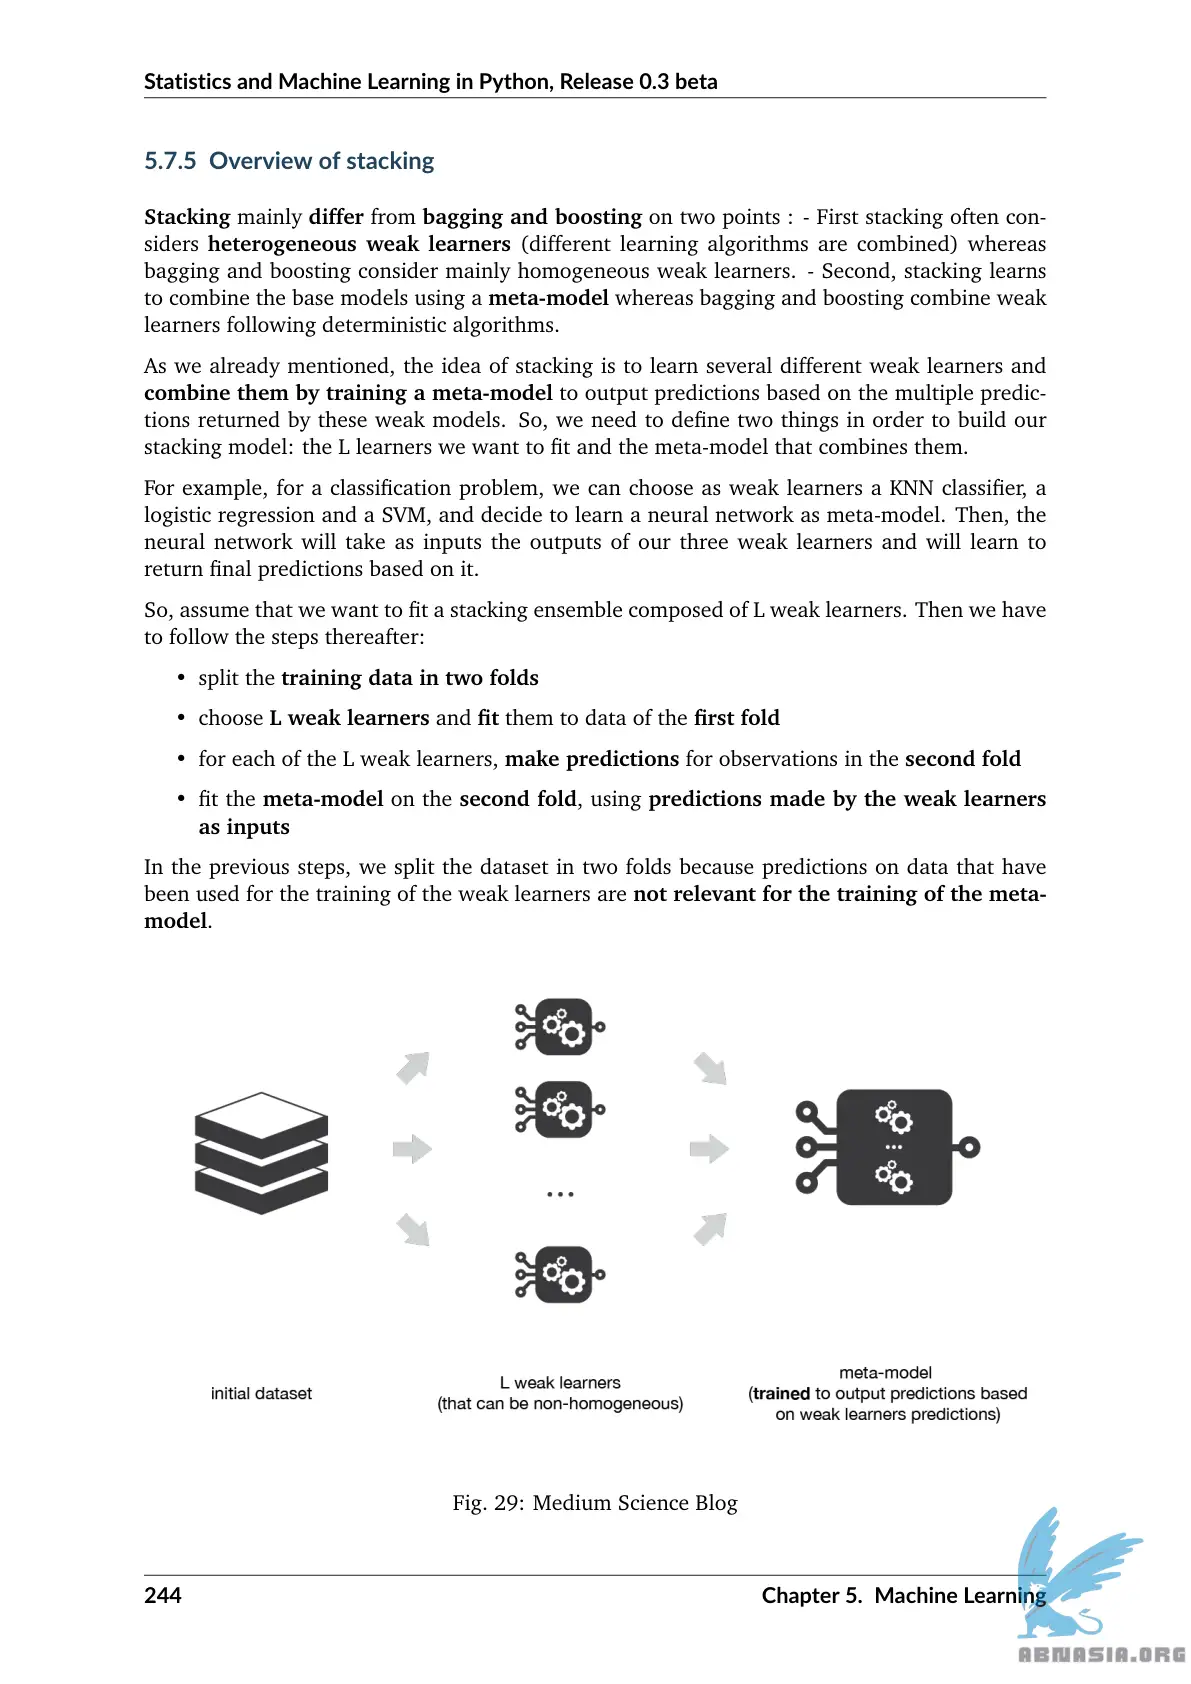 Statistics and Machine Learning in Python, Release 0.3 beta
5.7.5 Overview of stacking
Stacking mainly differ from bagging and boosting on two points : - First stacking often con-
siders heterogeneous weak learners (different learning algorithms are combined) whereas
bagging and boosting consider mainly homogeneous weak learners. - Second, stacking learns
to combine the base models using a meta-model whereas bagging and boosting combine weak
learners following deterministic algorithms.
As we already mentioned, the idea of stacking is to learn several different weak learners and
combine them by training a meta-model to output predictions based on the multiple predic-
tions returned by these weak models. So, we need to define two things in order to build our
stacking model: the L learners we want to fit and the meta-model that combines them.
For example, for a classification problem, we can choose as weak learners a KNN classifier, a
logistic regression and a SVM, and decide to learn a neural network as meta-model. Then, the
neural network will take as inputs the outputs of our three weak learners and will learn to
return final predictions based on it.
So, assume that we want to fit a stacking ensemble composed of L weak learners. Then we have
to follow the steps thereafter:
• split the training data in two folds
• choose L weak learners and fit them to data of the first fold
• for each of the L weak learners, make predictions for observations in the second fold
• fit the meta-model on the second fold, using predictions made by the weak learners
as inputs
In the previous steps, we split the dataset in two folds because predictions on data that have
been used for the training of the weak learners are not relevant for the training of the meta-
model.
...
...
initial dataset
L weak learners
(that can be non-homogeneous)
meta-model
(trained to output predictions based
on weak learners predictions)
Fig. 29: Medium Science Blog
244
Chapter 5. Machine Learning
ABNASIA.ORG